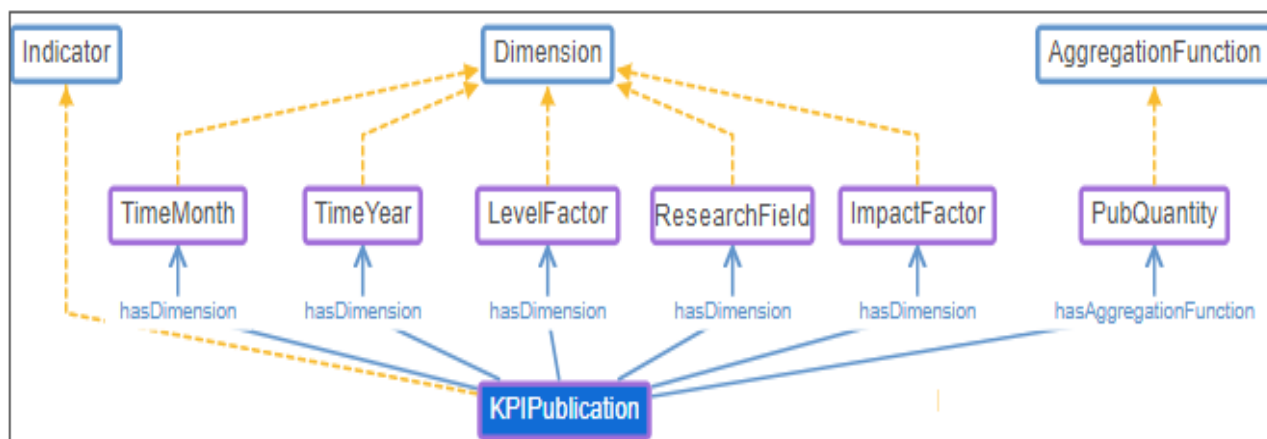 Indicator
Dimension
AggregationFunction
TimeMonth
TimeYear
LevelFactor
ResearchField
ImpactFactor
PubQuantity
hasDimension
hasDimension
hasDimension
hasDimension
hasDimension
hasAggregationFunction
KPIPublication